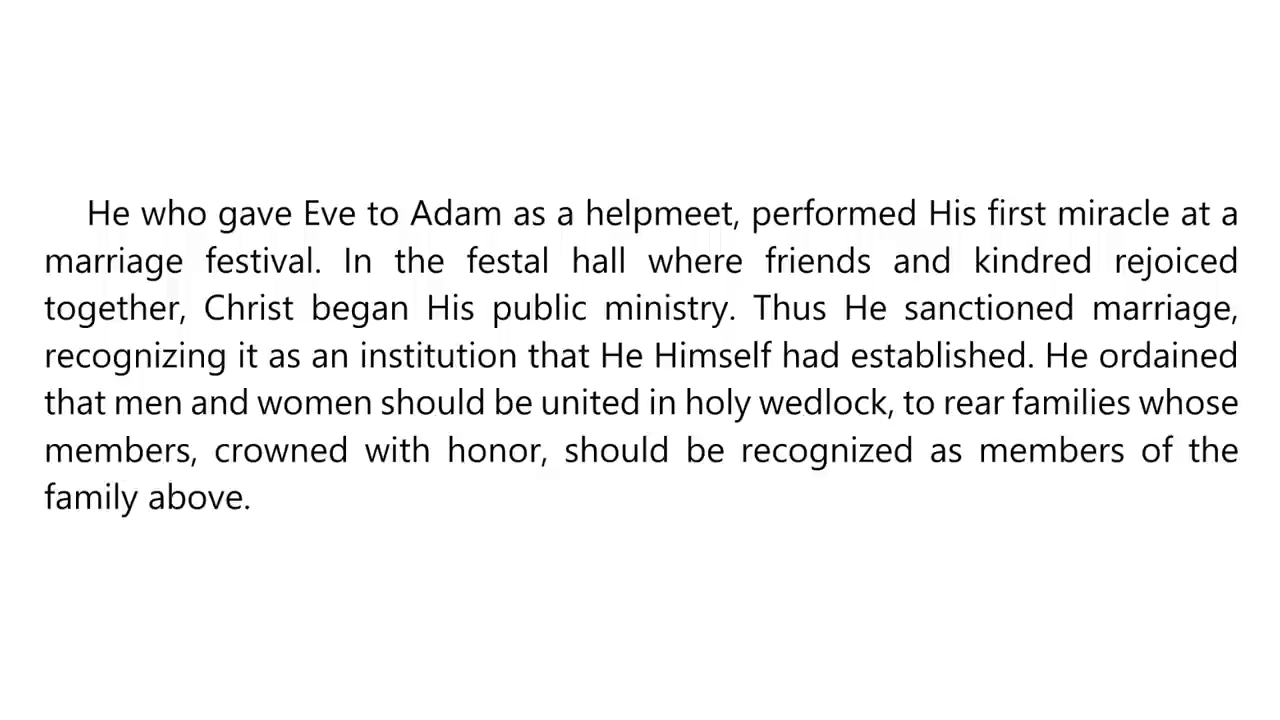 He who gave Eve to Adam as a helpmeet, performed His first miracle at a
marriage festival. In the festal hall where friends and kindred rejoiced
together, Christ began His public ministry. Thus He sanctioned marriage,
recognizing it as an institution that He Himself had established. He ordained
that men and women should be united in holy wedlock, to rear families whose
members, crowned with honor, should be recognized as members of the
family above.